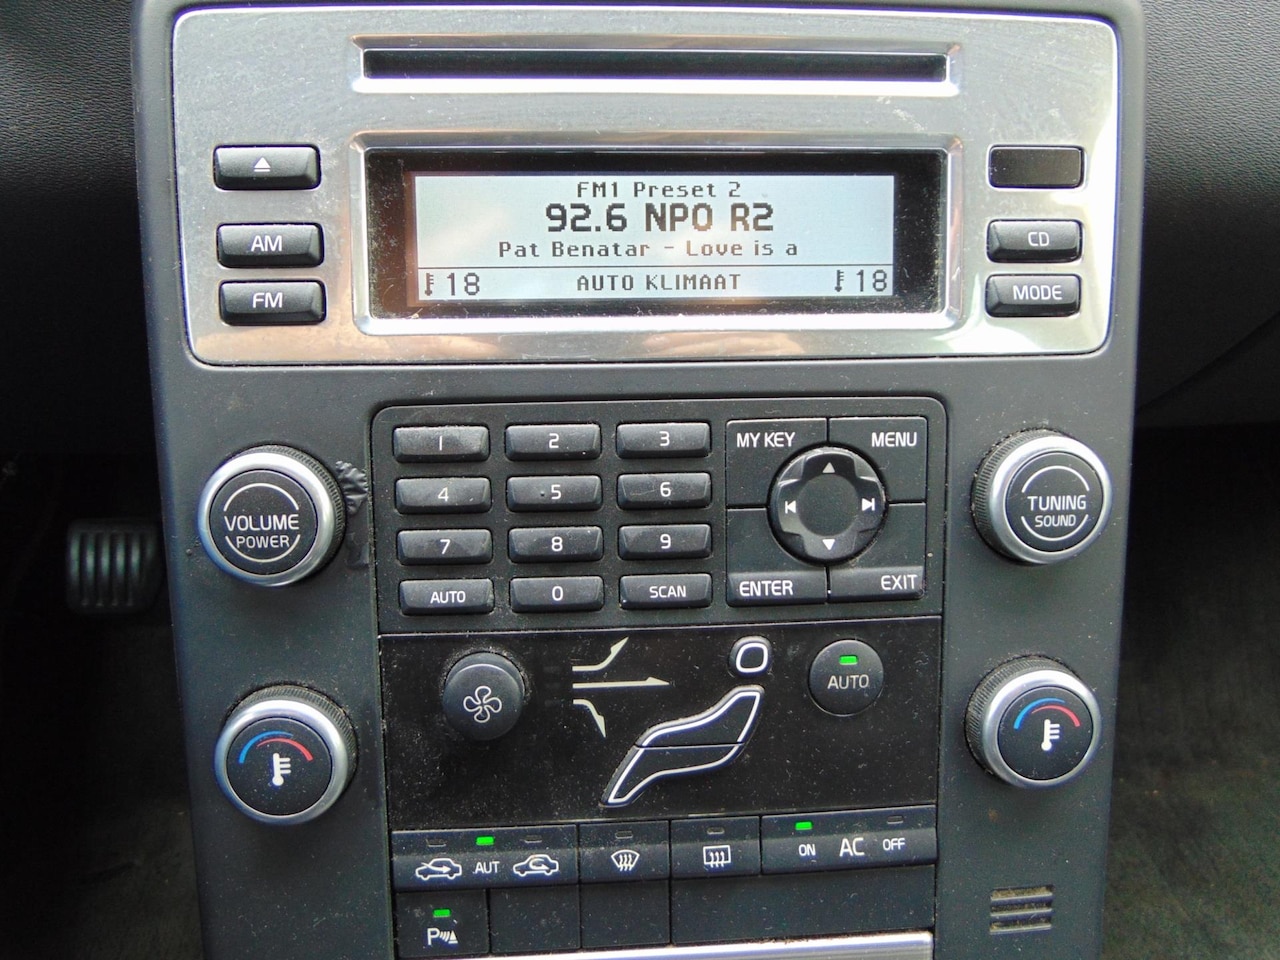 FM1 Preset 2
92.6 NPO R2
Pat Benatar - Love is a
18 AUTO KLIMAAT 18
AM
FM
CD
MODE
1 2 3
4 5 6
7 8 9
AUTO 0 SCAN
MY KEY MENU
ENTER EXIT
VOLUME
POWER
TUNING
SOUND
AUTO
AUT
ON AC OFF
P